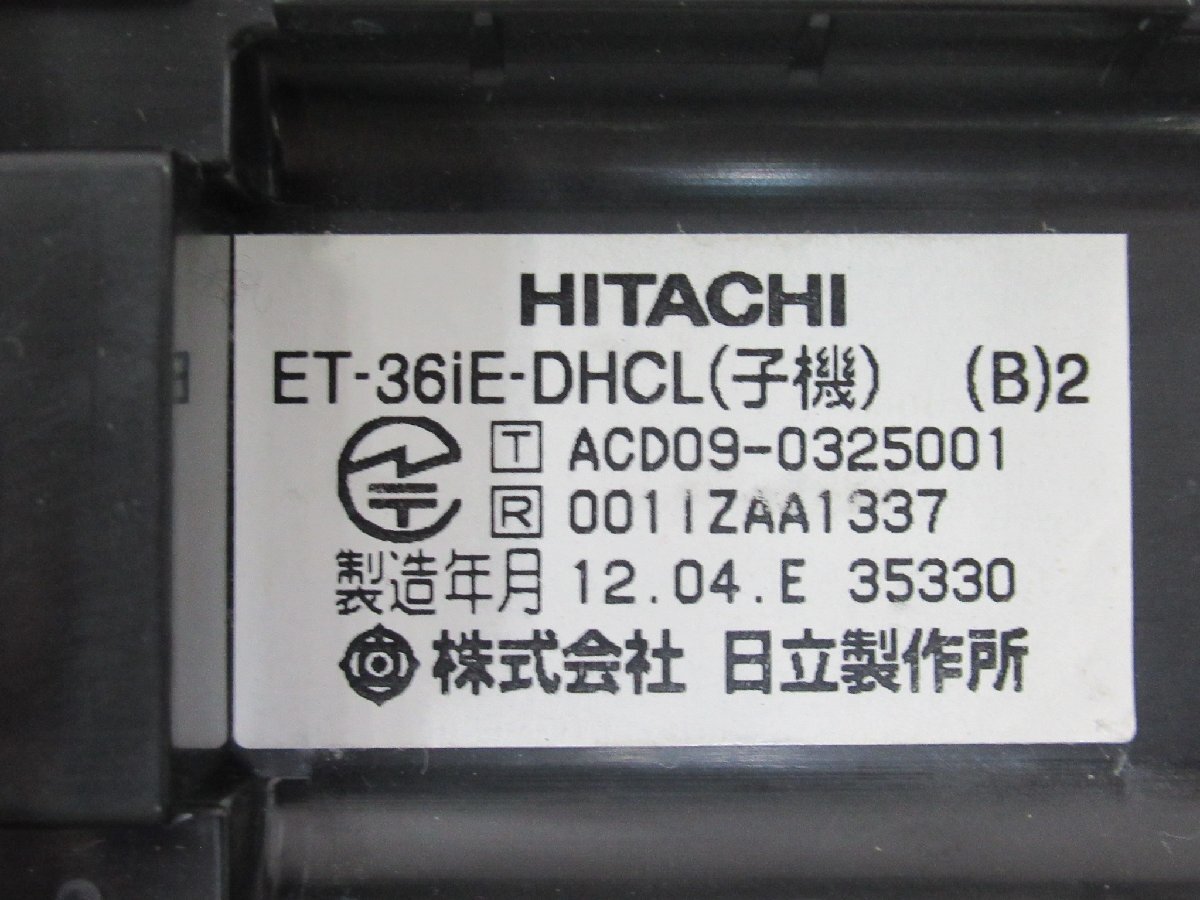 HITACHI
ET-36iE-DHCL(子機) (B)2
T ACD09-0325001
R 001IZAA1337
製造年月 12.04.E 35330
株式会社 日立製作所